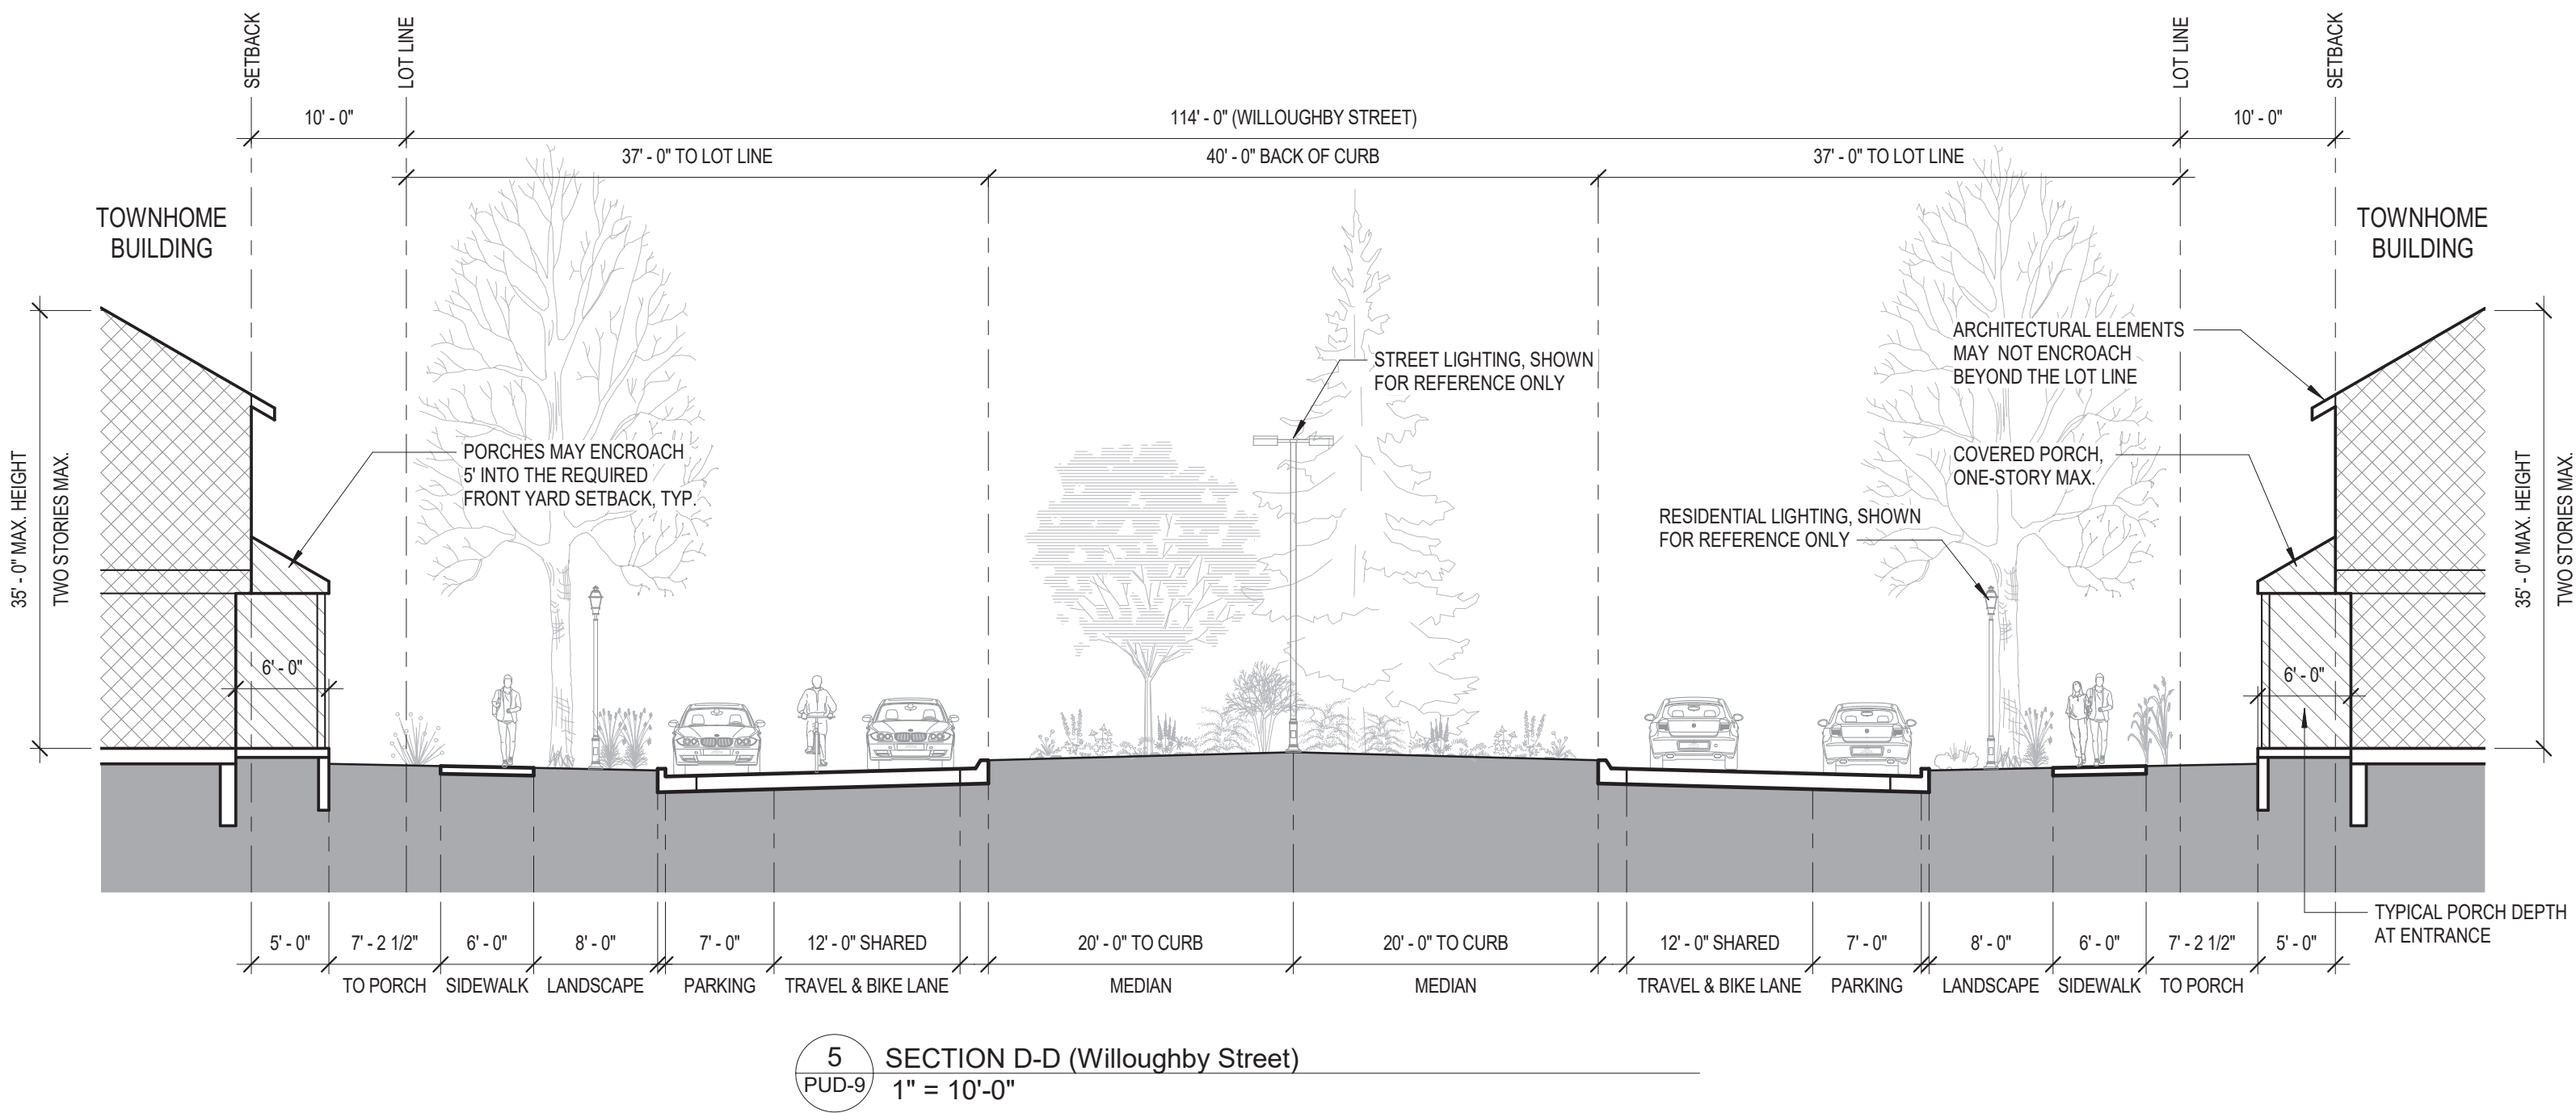 SETBACK
LOT LINE
LOT LINE
SETBACK
10' - 0"
114' - 0" (WILLOUGHBY STREET)
10' - 0"
37' - 0" TO LOT LINE
40' - 0" BACK OF CURB
37' - 0" TO LOT LINE
TOWNHOME
BUILDING
TOWNHOME
BUILDING
ARCHITECTURAL ELEMENTS
MAY NOT ENCROACH
BEYOND THE LOT LINE
STREET LIGHTING, SHOWN
FOR REFERENCE ONLY
PORCHES MAY ENCROACH
5' INTO THE REQUIRED
FRONT YARD SETBACK, TYP.
COVERED PORCH,
ONE-STORY MAX.
RESIDENTIAL LIGHTING, SHOWN
FOR REFERENCE ONLY
35' - 0" MAX. HEIGHT
TWO STORIES MAX.
35' - 0" MAX. HEIGHT
TWO STORIES MAX.
6' - 0"
6' - 0"
TYPICAL PORCH DEPTH
AT ENTRANCE
5' - 0"
7' - 2 1/2"
6' - 0"
8' - 0"
7' - 0"
12' - 0" SHARED
20' - 0" TO CURB
20' - 0" TO CURB
12' - 0" SHARED
7' - 0"
8' - 0"
6' - 0"
7' - 2 1/2"
5' - 0"
TO PORCH
SIDEWALK
LANDSCAPE
PARKING
TRAVEL & BIKE LANE
MEDIAN
MEDIAN
TRAVEL & BIKE LANE
PARKING
LANDSCAPE
SIDEWALK
TO PORCH
5
PUD-9
SECTION D-D (Willoughby Street)
1" = 10'-0"